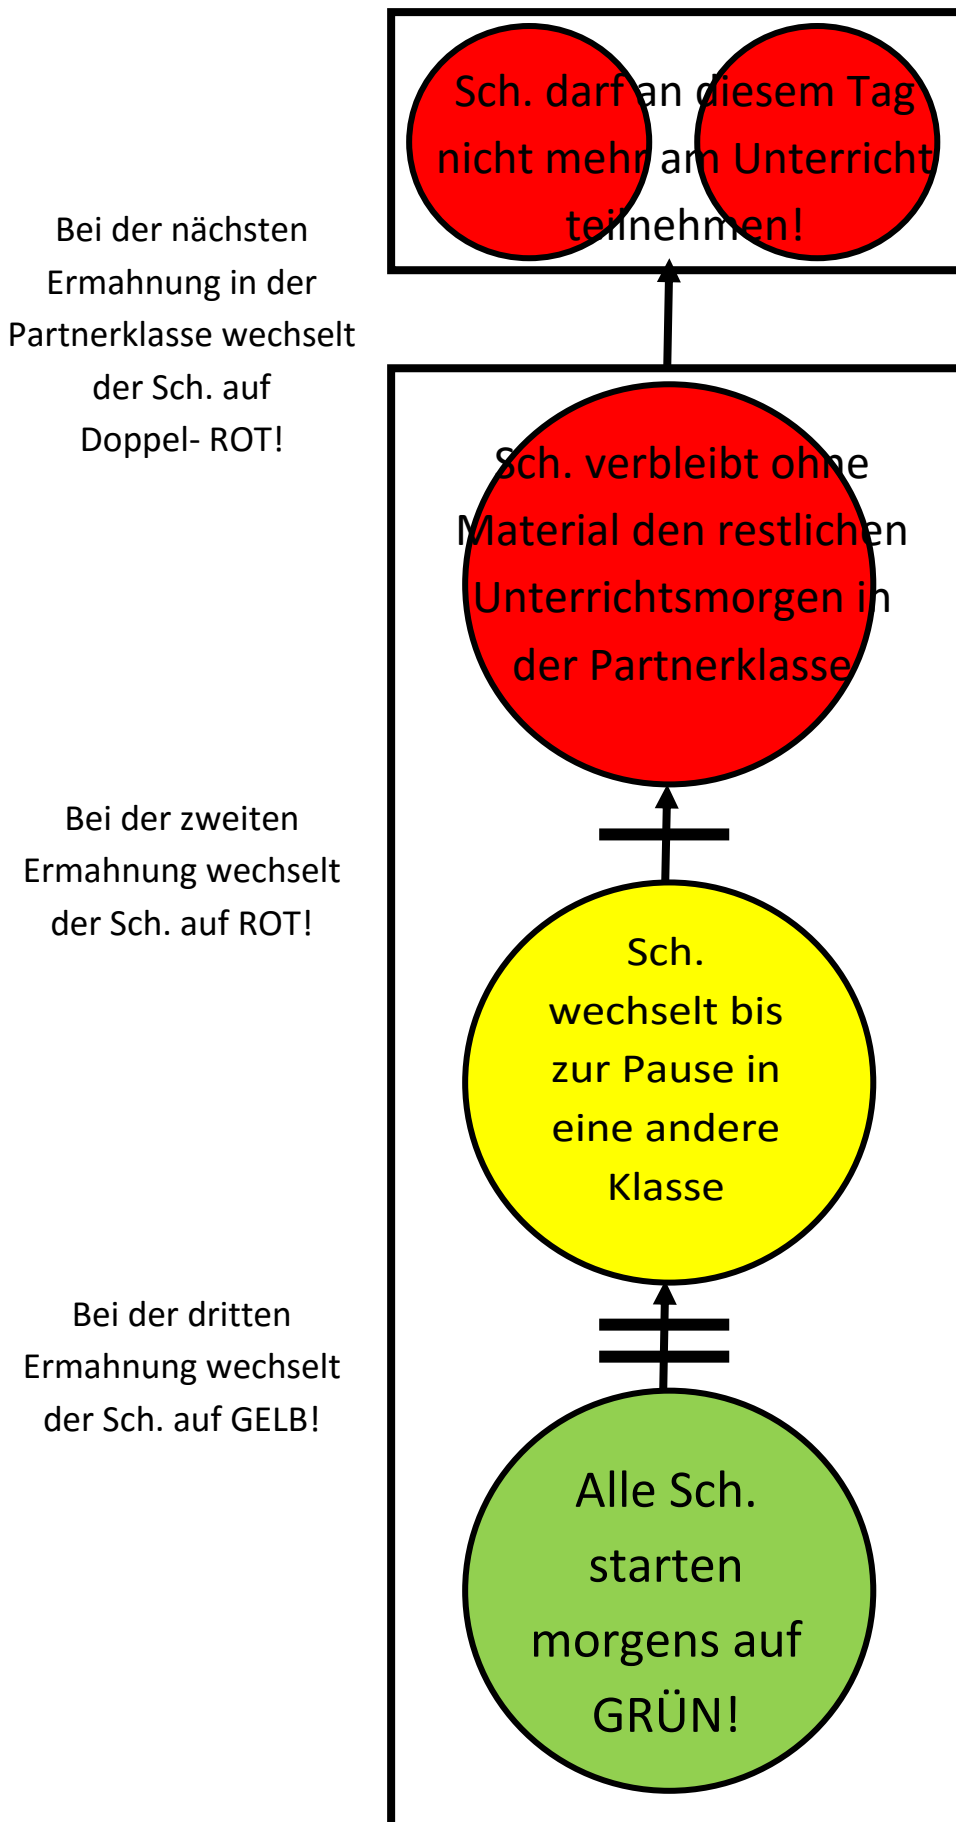 Sch. darf an diesem Tag
nicht mehr am Unterricht
teilnehmen!
Bei der nächsten
Ermahnung in der
Partnerklasse wechselt
der Sch. auf
Doppel- ROT!
Sch. verbleibt ohne
Material den restlichen
Unterrichtsmorgen in
der Partnerklasse
Bei der zweiten
Ermahnung wechselt
der Sch. auf ROT!
Sch.
wechselt bis
zur Pause in
eine andere
Klasse
Bei der dritten
Ermahnung wechselt
der Sch. auf GELB!
Alle Sch.
starten
morgens auf
GRÜN!